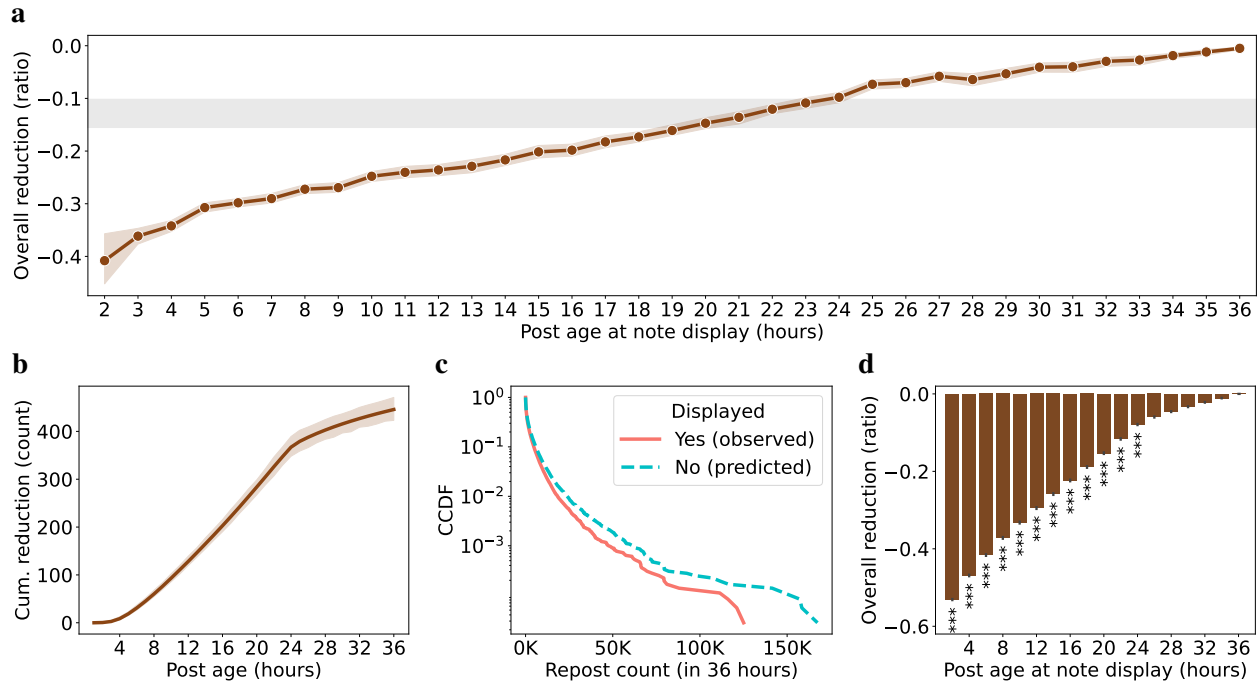 a
Overall reduction (ratio)
0.0
−0.1
−0.2
−0.3
−0.4
2 3 4 5 6 7 8 9 10 11 12 13 14 15 16 17 18 19 20 21 22 23 24 25 26 27 28 29 30 31 32 33 34 35 36
Post age at note display (hours)
b
Cum. reduction (count)
400
300
200
100
0
4 8 12 16 20 24 28 32 36
Post age (hours)
c
CCDF
10⁰
10⁻¹
10⁻²
10⁻³
Displayed
Yes (observed)
No (predicted)
0K 50K 100K 150K
Repost count (in 36 hours)
d
Overall reduction (ratio)
0.0
−0.2
−0.4
−0.6
***
***
***
***
***
***
***
***
***
***
***
***
4 8 12 16 20 24 28 32 36
Post age at note display (hours)